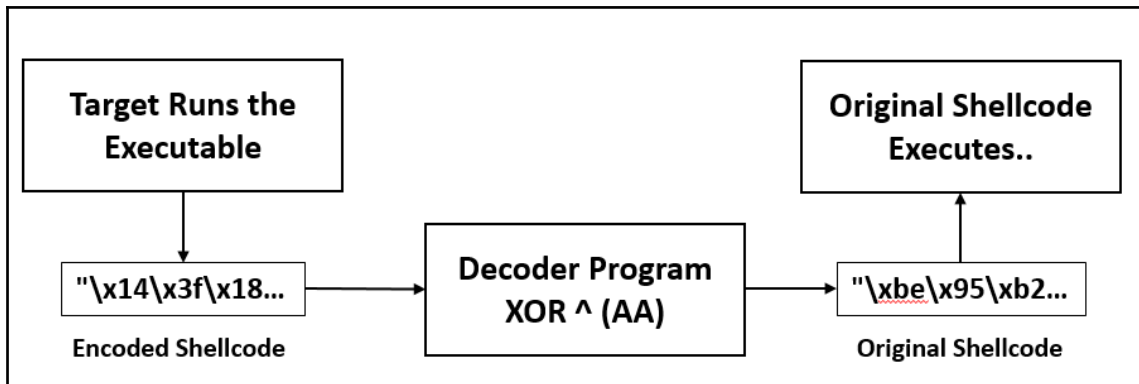 Target Runs the
Executable
"\x14\x3f\x18...
Encoded Shellcode
Decoder Program
XOR ^ (AA)
"\xbe\x95\xb2...
Original Shellcode
Original Shellcode
Executes..